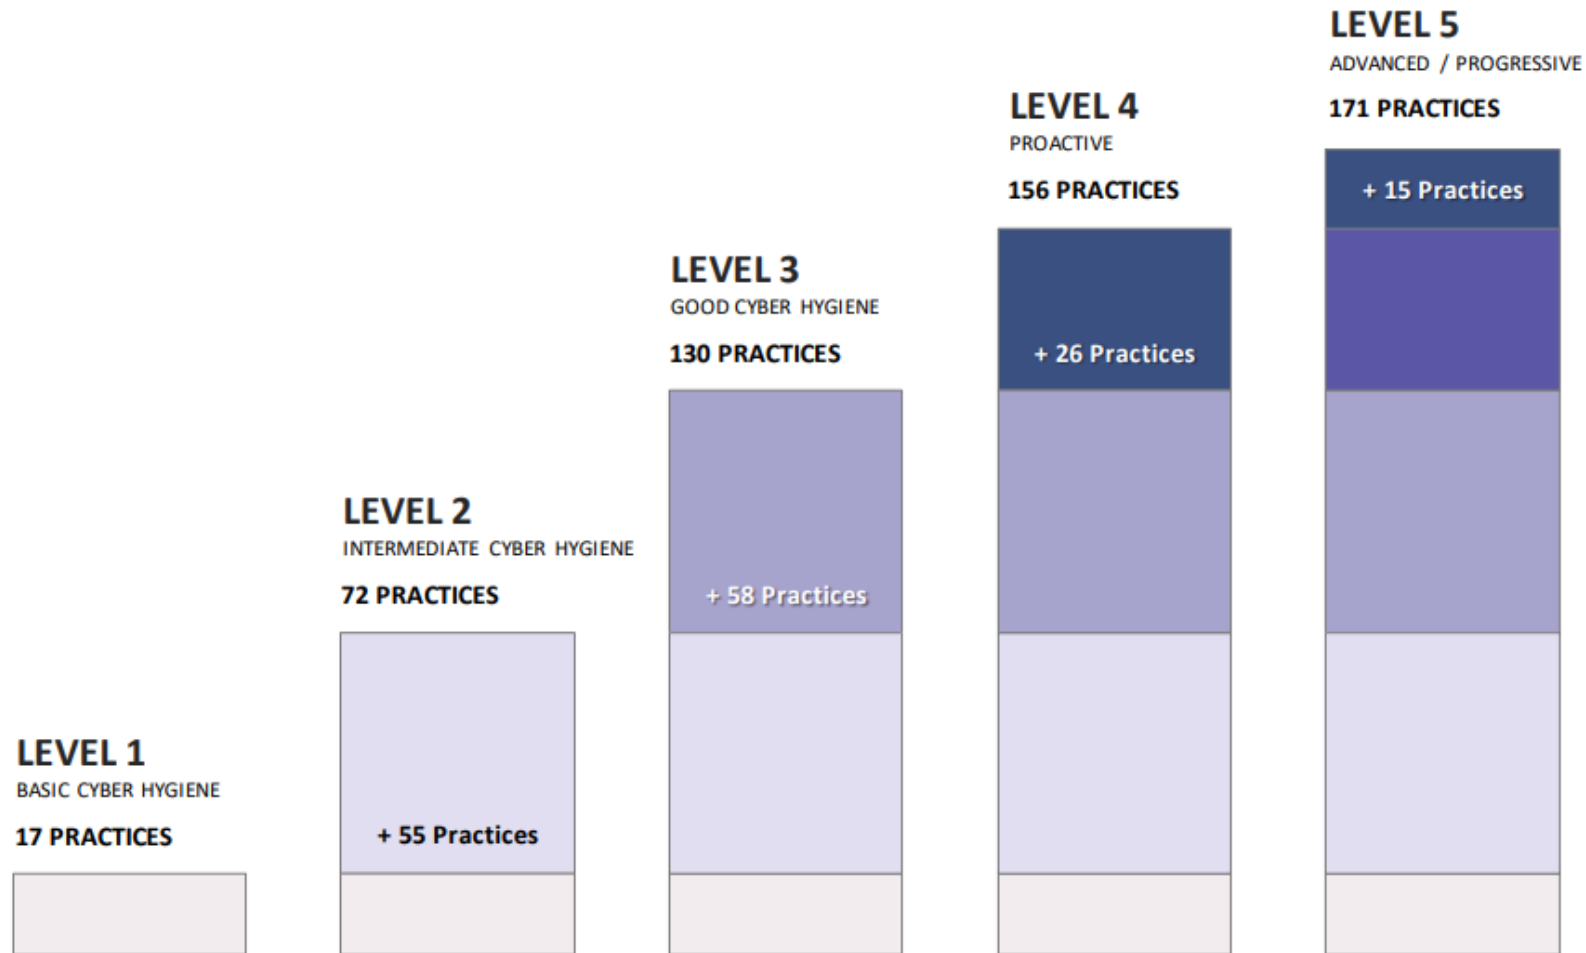 LEVEL 1
BASIC CYBER HYGIENE
17 PRACTICES
LEVEL 2
INTERMEDIATE CYBER HYGIENE
72 PRACTICES
+ 55 Practices
LEVEL 3
GOOD CYBER HYGIENE
130 PRACTICES
+ 58 Practices
LEVEL 4
PROACTIVE
156 PRACTICES
+ 26 Practices
LEVEL 5
ADVANCED / PROGRESSIVE
171 PRACTICES
+ 15 Practices